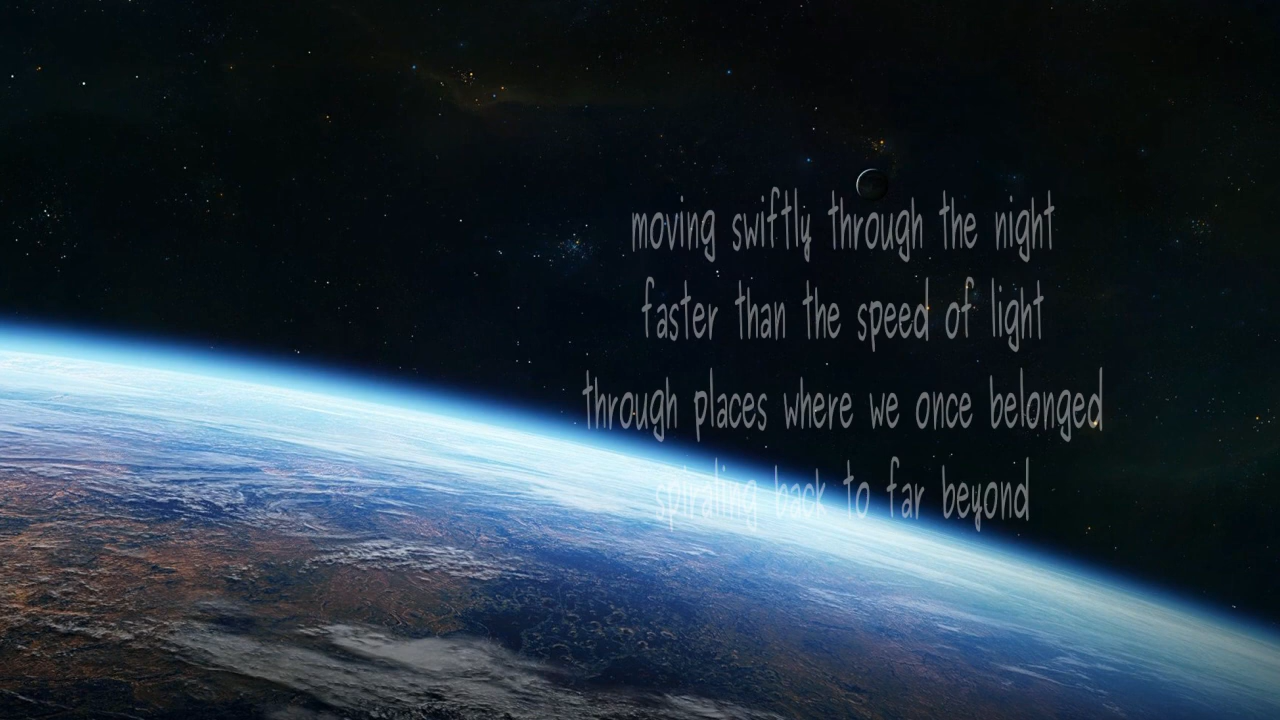 moving swiftly through the night
faster than the speed of light
through places where we once belonged
spiraling back to far beyond